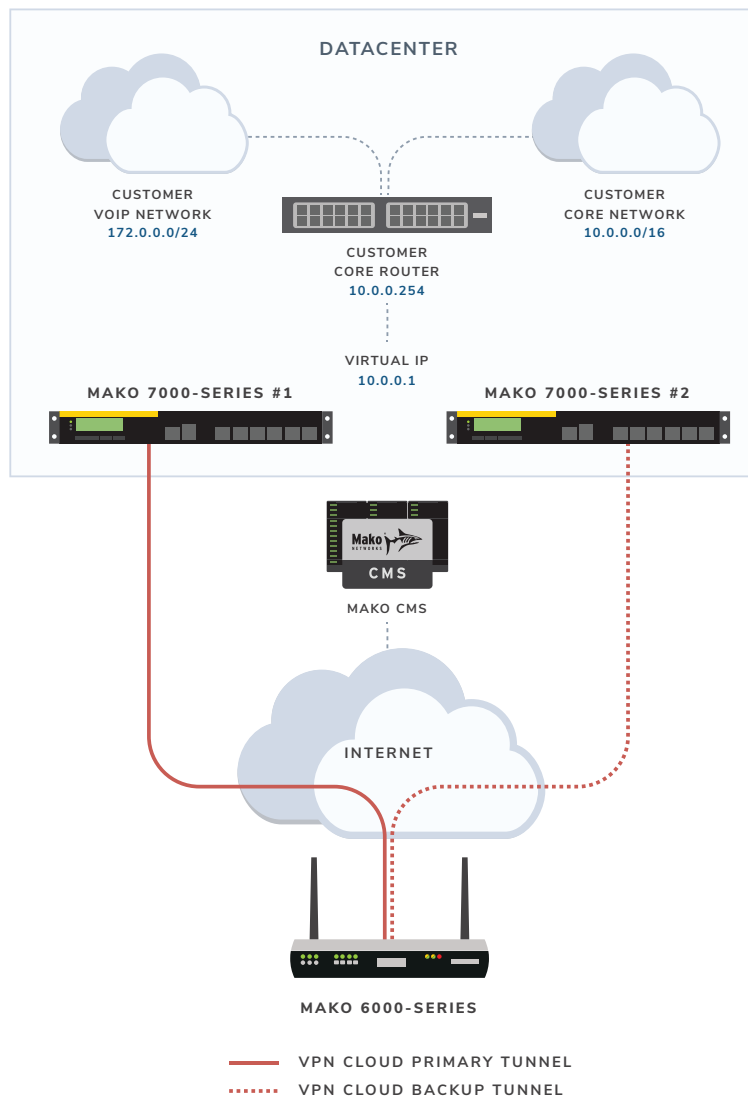 DATACENTER
CUSTOMER
VOIP NETWORK
172.0.0.0/24
CUSTOMER
CORE NETWORK
10.0.0.0/16
CUSTOMER
CORE ROUTER
10.0.0.254
VIRTUAL IP
10.0.0.1
MAKO 7000-SERIES #1
MAKO 7000-SERIES #2
Mako
NETWORKS
CMS
MAKO CMS
INTERNET
MAKO 6000-SERIES
VPN CLOUD PRIMARY TUNNEL
VPN CLOUD BACKUP TUNNEL